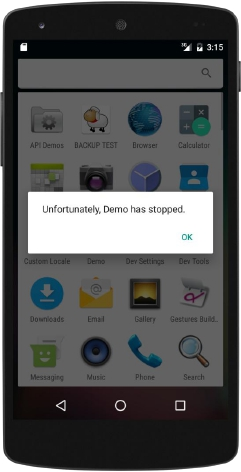 3G 3:15
API Demos BACKUP TEST Browser Calculator
Unfortunately, Demo has stopped.
OK
Custom Locale Demo Dev Settings Dev Tools
Downloads Email Gallery Gestures Build..
Messaging Music Phone Search